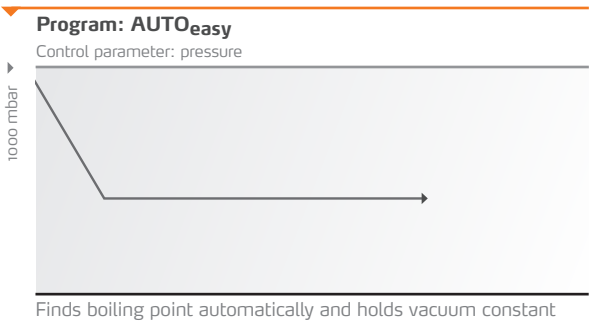 Program: AUTOeasy
Control parameter: pressure
1000 mbar
Finds boiling point automatically and holds vacuum constant